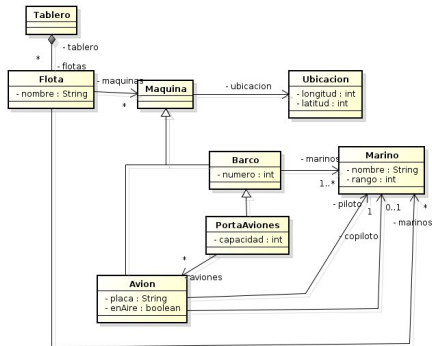 Tablero
*
- tablero
- flotas
Flota
- nombre : String
- maquinas
*
Maquina
- ubicacion
Ubicacion
- longitud : int
- latitud : int
Barco
- numero : int
- marinos
1..*
Marino
- nombre : String
- rango : int
- piloto
1
0..1
*
- marinos
- copiloto
PortaAviones
- capacidad : int
*
- aviones
Avion
- placa : String
- enAire : boolean